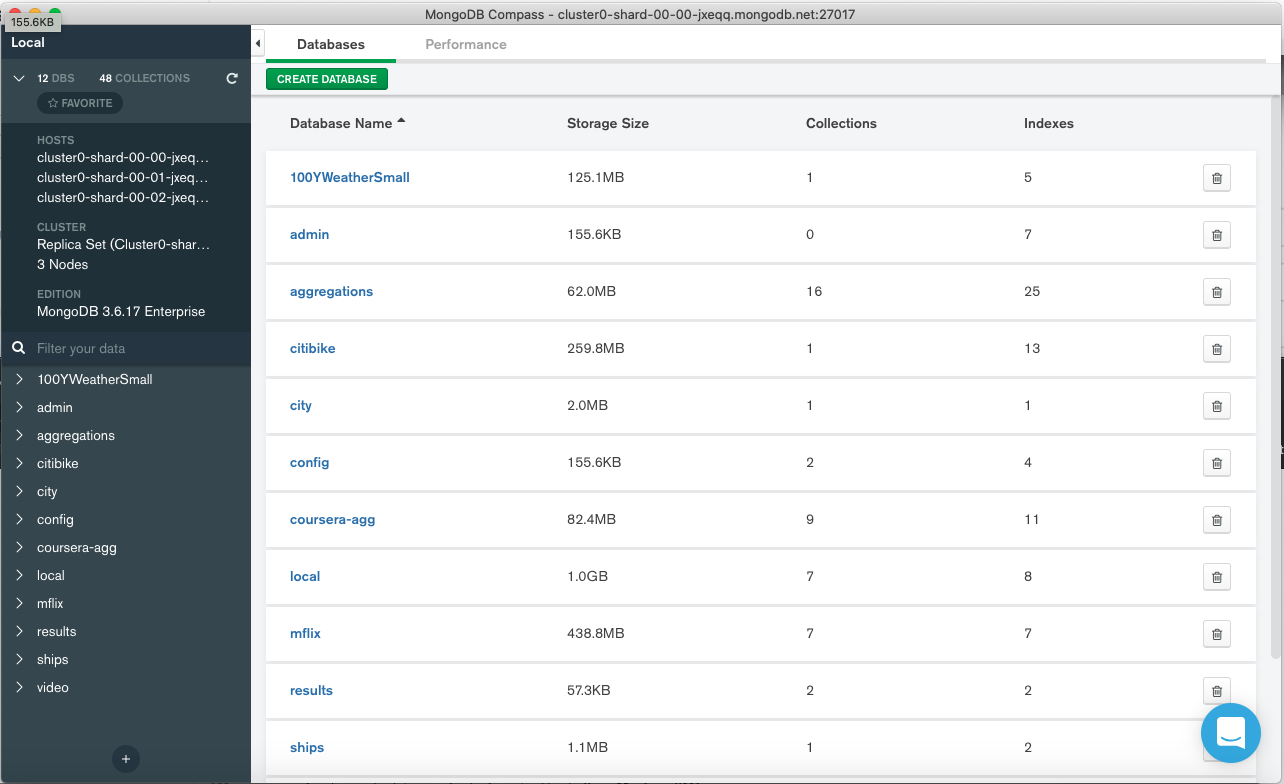 MongoDB Compass - cluster0-shard-00-00-jxeqq.mongodb.net:27017
155.6KB
Local
12 DBS 48 COLLECTIONS
FAVORITE
HOSTS
cluster0-shard-00-00-jxeq...
cluster0-shard-00-01-jxeq...
cluster0-shard-00-02-jxeq...
CLUSTER
Replica Set (Cluster0-shar...
3 Nodes
EDITION
MongoDB 3.6.17 Enterprise
Filter your data
100YWeatherSmall
admin
aggregations
citibike
city
config
coursera-agg
local
mflix
results
ships
video
+
Databases Performance
CREATE DATABASE
Database Name Storage Size Collections Indexes
100YWeatherSmall 125.1MB 1 5
admin 155.6KB 0 7
aggregations 62.0MB 16 25
citibike 259.8MB 1 13
city 2.0MB 1 1
config 155.6KB 2 4
coursera-agg 82.4MB 9 11
local 1.0GB 7 8
mflix 438.8MB 7 7
results 57.3KB 2 2
ships 1.1MB 1 2